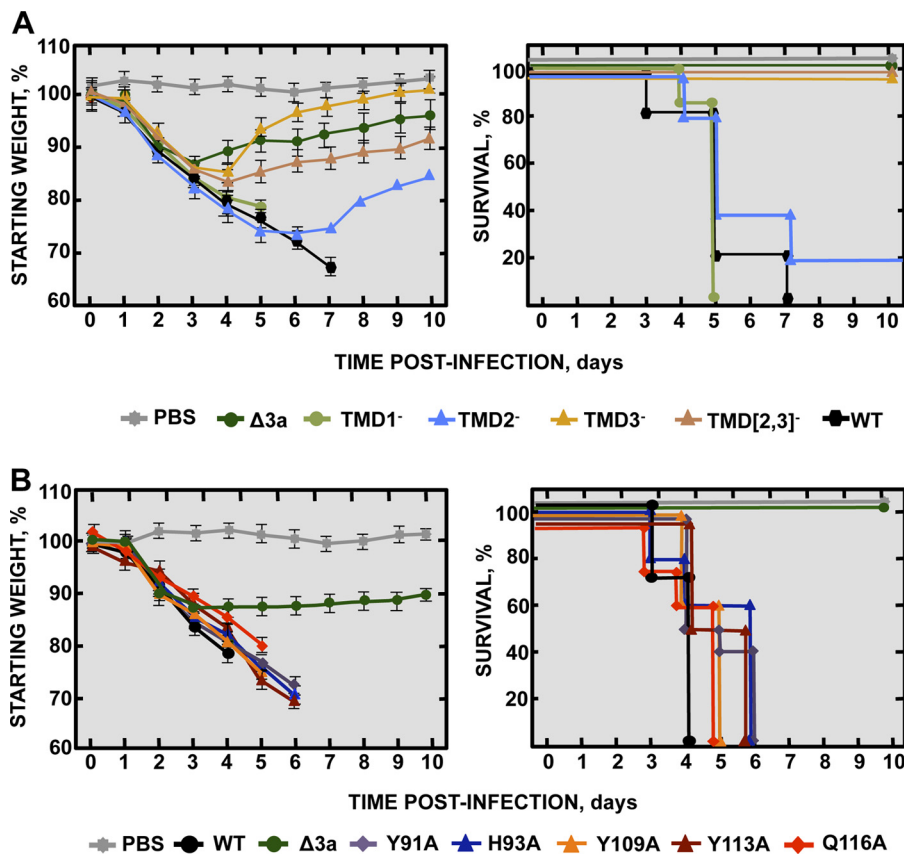 A
STARTING WEIGHT, %
110
100
90
80
70
60
0 1 2 3 4 5 6 7 8 9 10
SURVIVAL, %
100
80
60
40
20
0 1 2 3 4 5 6 7 8 9 10
TIME POST-INFECTION, days
PBS Δ3a TMD1⁻ TMD2⁻ TMD3⁻ TMD[2,3]⁻ WT
B
STARTING WEIGHT, %
110
100
90
80
70
60
0 1 2 3 4 5 6 7 8 9 10
SURVIVAL, %
100
80
60
40
20
0 1 2 3 4 5 6 7 8 9 10
TIME POST-INFECTION, days
PBS WT Δ3a Y91A H93A Y109A Y113A Q116A